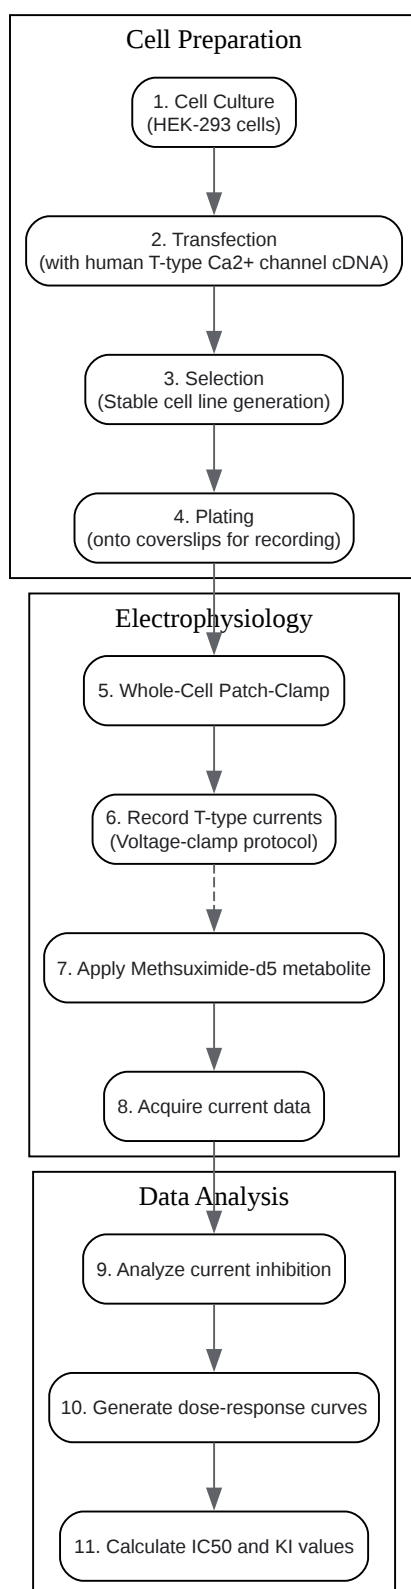 Cell Preparation
1. Cell Culture
(HEK-293 cells)
2. Transfection
(with human T-type Ca2+ channel cDNA)
3. Selection
(Stable cell line generation)
4. Plating
(onto coverslips for recording)
Electrophysiology
5. Whole-Cell Patch-Clamp
6. Record T-type currents
(Voltage-clamp protocol)
7. Apply Methsuximide-d5 metabolite
8. Acquire current data
Data Analysis
9. Analyze current inhibition
10. Generate dose-response curves
11. Calculate IC50 and KI values